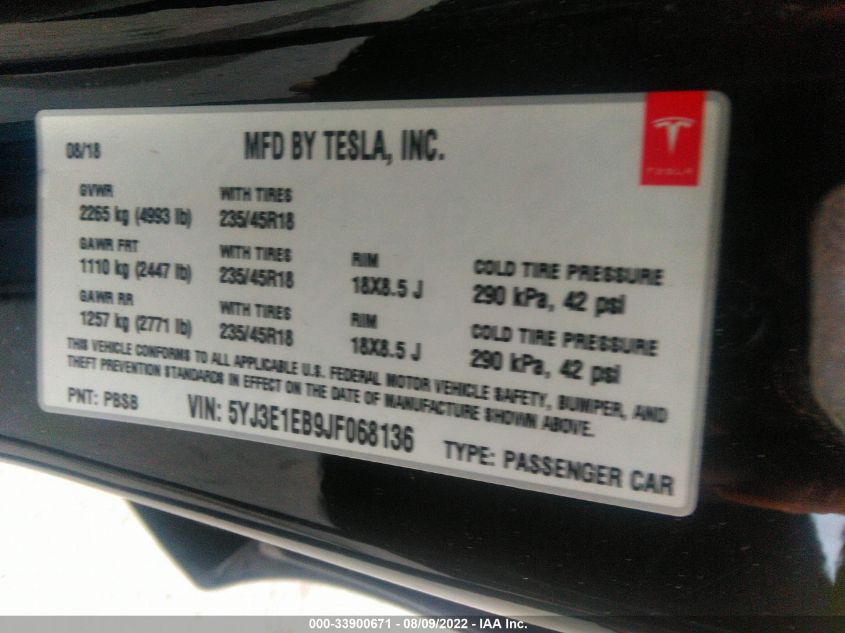 08/18 MFD BY TESLA, INC.
TESLA
GVWR WITH TIRES
2265 kg (4993 lb) 235/45R18
GAWR FRT WITH TIRES RIM COLD TIRE PRESSURE
1110 kg (2447 lb) 235/45R18 18X8.5 J 290 kPa, 42 psi
GAWR RR WITH TIRES RIM COLD TIRE PRESSURE
1257 kg (2771 lb) 235/45R18 18X8.5 J 290 kPa, 42 psi
THIS VEHICLE CONFORMS TO ALL APPLICABLE U.S. FEDERAL MOTOR VEHICLE SAFETY, BUMPER, AND
THEFT PREVENTION STANDARDS IN EFFECT ON THE DATE OF MANUFACTURE SHOWN ABOVE.
PNT: PBSB VIN: 5YJ3E1EB9JF068136 TYPE: PASSENGER CAR
000-33900671 - 08/09/2022 - IAA Inc.